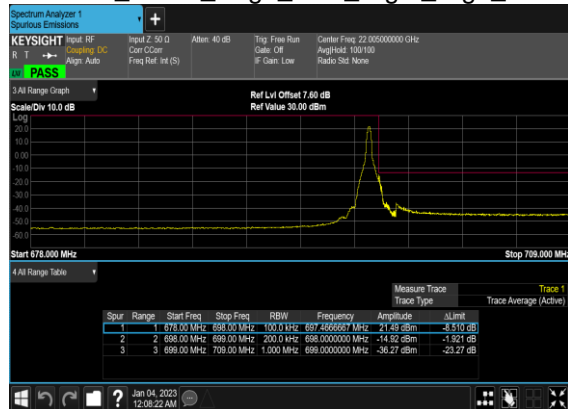 Spectrum Analyzer 1
Spurious Emissions
KEYSIGHT Input: RF Input Z: 50 Ω Atten: 40 dB Trig: Free Run Center Freq: 22.005000000 GHz
R T Coupling: DC Corr CCorr Gate: Off Avg|Hold: 100/100
Align: Auto Freq Ref: Int (S) IF Gain: Low Radio Std: None
PASS
3 All Range Graph
Ref Lvl Offset 7.60 dB
Scale/Div 10.0 dB Ref Value 30.00 dBm
Log
20.0
10.0
0.00
-10.0
-20.0
-30.0
-40.0
-50.0
-60.0
Start 678.000 MHz Stop 709.000 MHz
4 All Range Table
Measure Trace Trace 1
Trace Type Trace Average (Active)
Spur Range Start Freq Stop Freq RBW Frequency Amplitude ΔLimit
1 1 678.00 MHz 698.00 MHz 100.0 kHz 697.4666667 MHz 21.49 dBm -8.510 dB
2 2 698.00 MHz 699.00 MHz 200.0 kHz 698.0000000 MHz -14.92 dBm -1.921 dB
3 3 699.00 MHz 709.00 MHz 1.000 MHz 699.0000000 MHz -36.27 dBm -23.27 dB
? Jan 04, 2023
12:08:22 AM